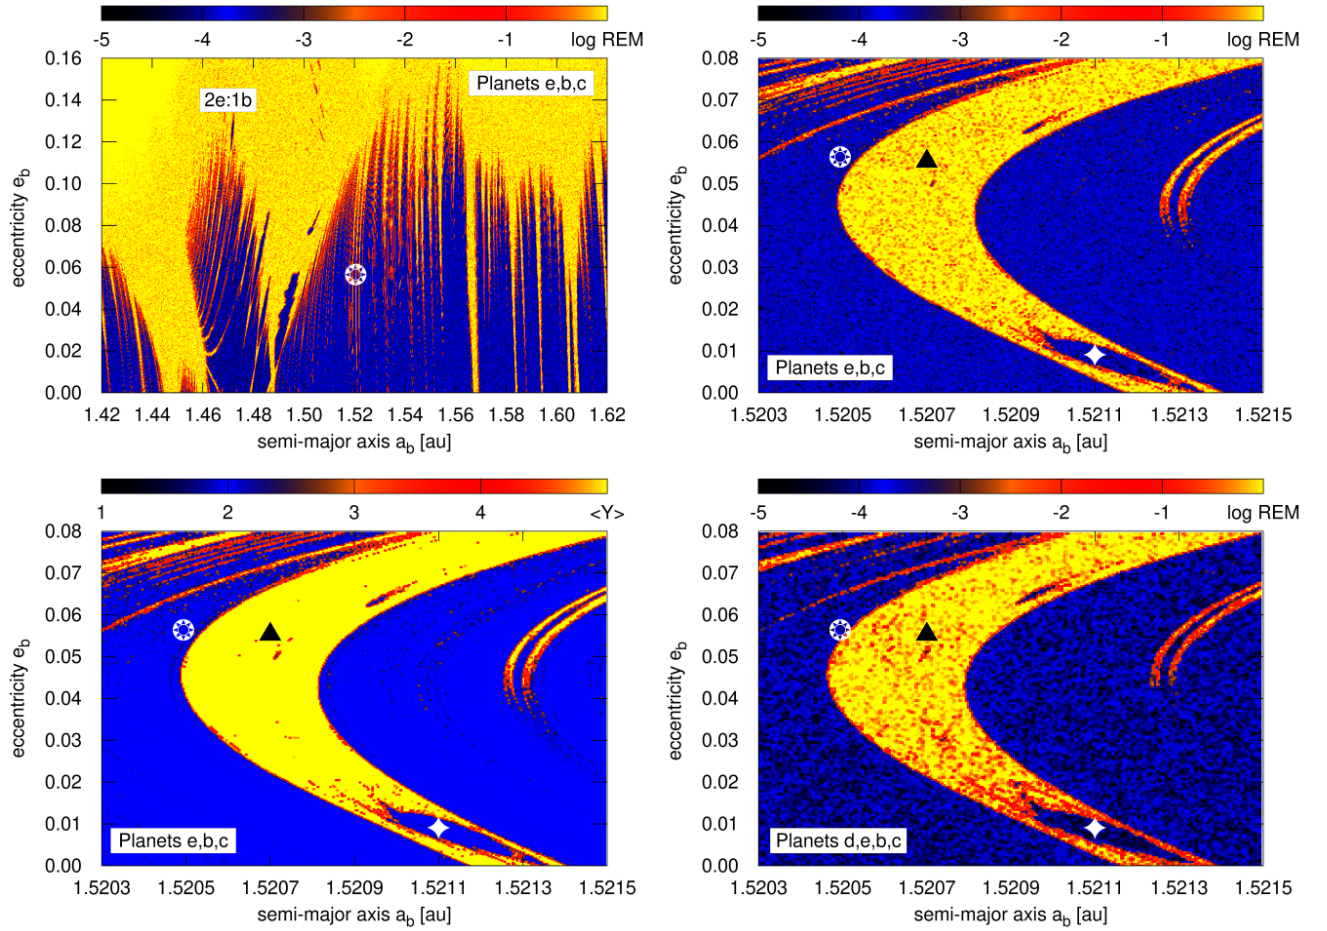 -5 -4 -3 -2 -1 log REM
0.16
0.14
0.12
0.10
0.08
0.06
0.04
0.02
0.00
eccentricity e_b
2e:1b
Planets e,b,c
1.42 1.44 1.46 1.48 1.50 1.52 1.54 1.56 1.58 1.60 1.62
semi-major axis a_b [au]
-5 -4 -3 -2 -1 log REM
0.08
0.07
0.06
0.05
0.04
0.03
0.02
0.01
0.00
eccentricity e_b
Planets e,b,c
1.5203 1.5205 1.5207 1.5209 1.5211 1.5213 1.5215
semi-major axis a_b [au]
1 2 3 4 <Y>
0.08
0.07
0.06
0.05
0.04
0.03
0.02
0.01
0.00
eccentricity e_b
Planets e,b,c
1.5203 1.5205 1.5207 1.5209 1.5211 1.5213 1.5215
semi-major axis a_b [au]
-5 -4 -3 -2 -1 log REM
0.08
0.07
0.06
0.05
0.04
0.03
0.02
0.01
0.00
eccentricity e_b
Planets d,e,b,c
1.5203 1.5205 1.5207 1.5209 1.5211 1.5213 1.5215
semi-major axis a_b [au]